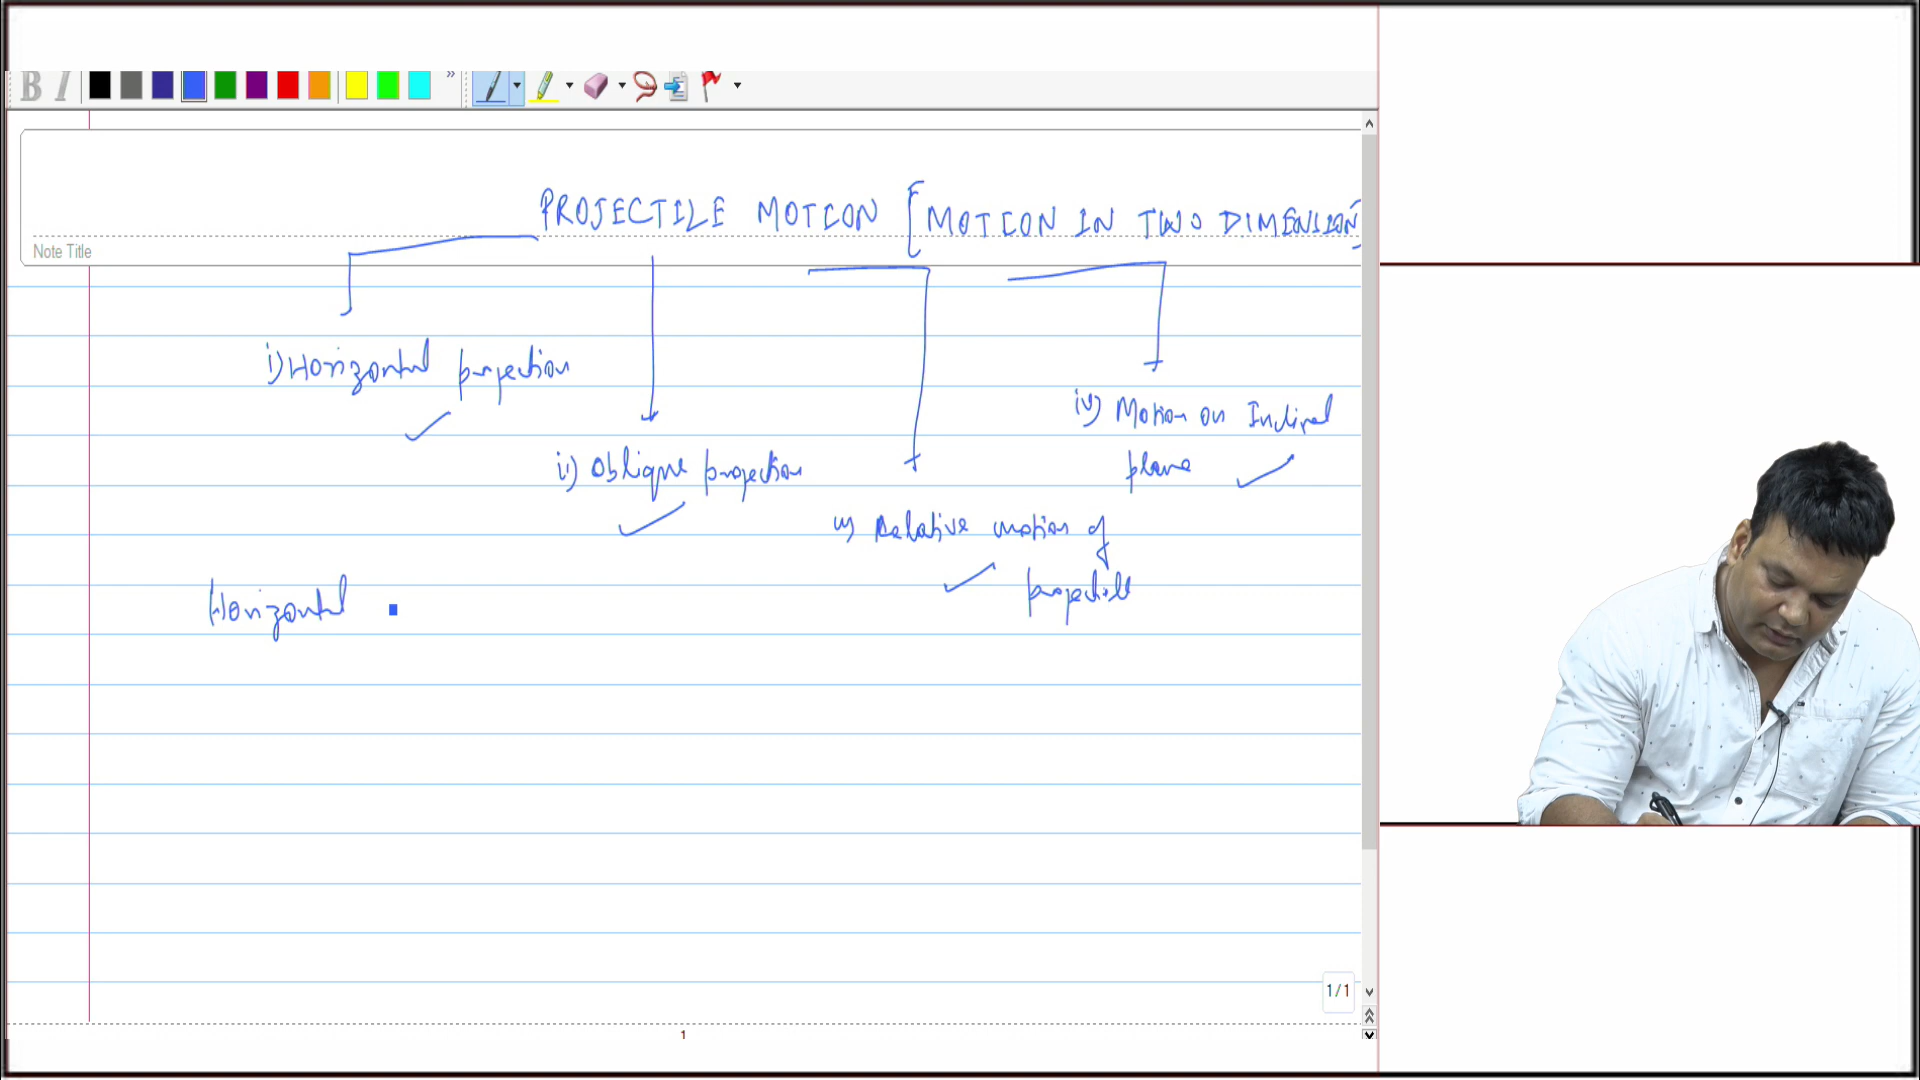 B I
PROJECTILE MOTION [MOTION IN TWO DIMENSION]
Note Title
i) Horizontal projection
iv) Motion on Inclined
plane
ii) Oblique projection
Relative motion of
projectile
Horizontal
1/1
1